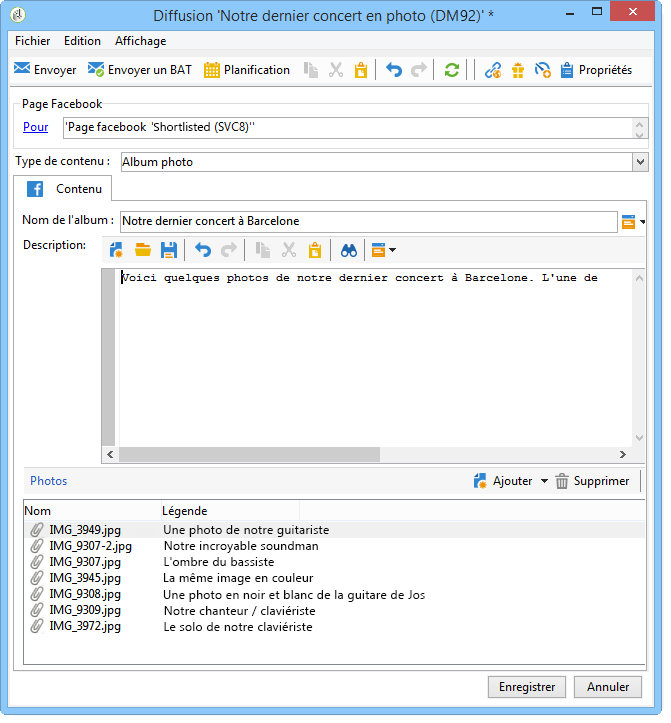 Diffusion 'Notre dernier concert en photo (DM92)' *
Fichier Edition Affichage
Envoyer Envoyer un BAT Planification Propriétés
Page Facebook
Pour 'Page facebook 'Shortlisted (SVC8)''
Type de contenu : Album photo
Contenu
Nom de l'album : Notre dernier concert à Barcelone
Description:
Voici quelques photos de notre dernier concert à Barcelone. L'une de
Photos Ajouter Supprimer
Nom Légende
IMG_3949.jpg Une photo de notre guitariste
IMG_9307-2.jpg Notre incroyable soundman
IMG_9307.jpg L'ombre du bassiste
IMG_3945.jpg La même image en couleur
IMG_9308.jpg Une photo en noir et blanc de la guitare de Jos
IMG_9309.jpg Notre chanteur / claviériste
IMG_3972.jpg Le solo de notre claviériste
Enregistrer Annuler